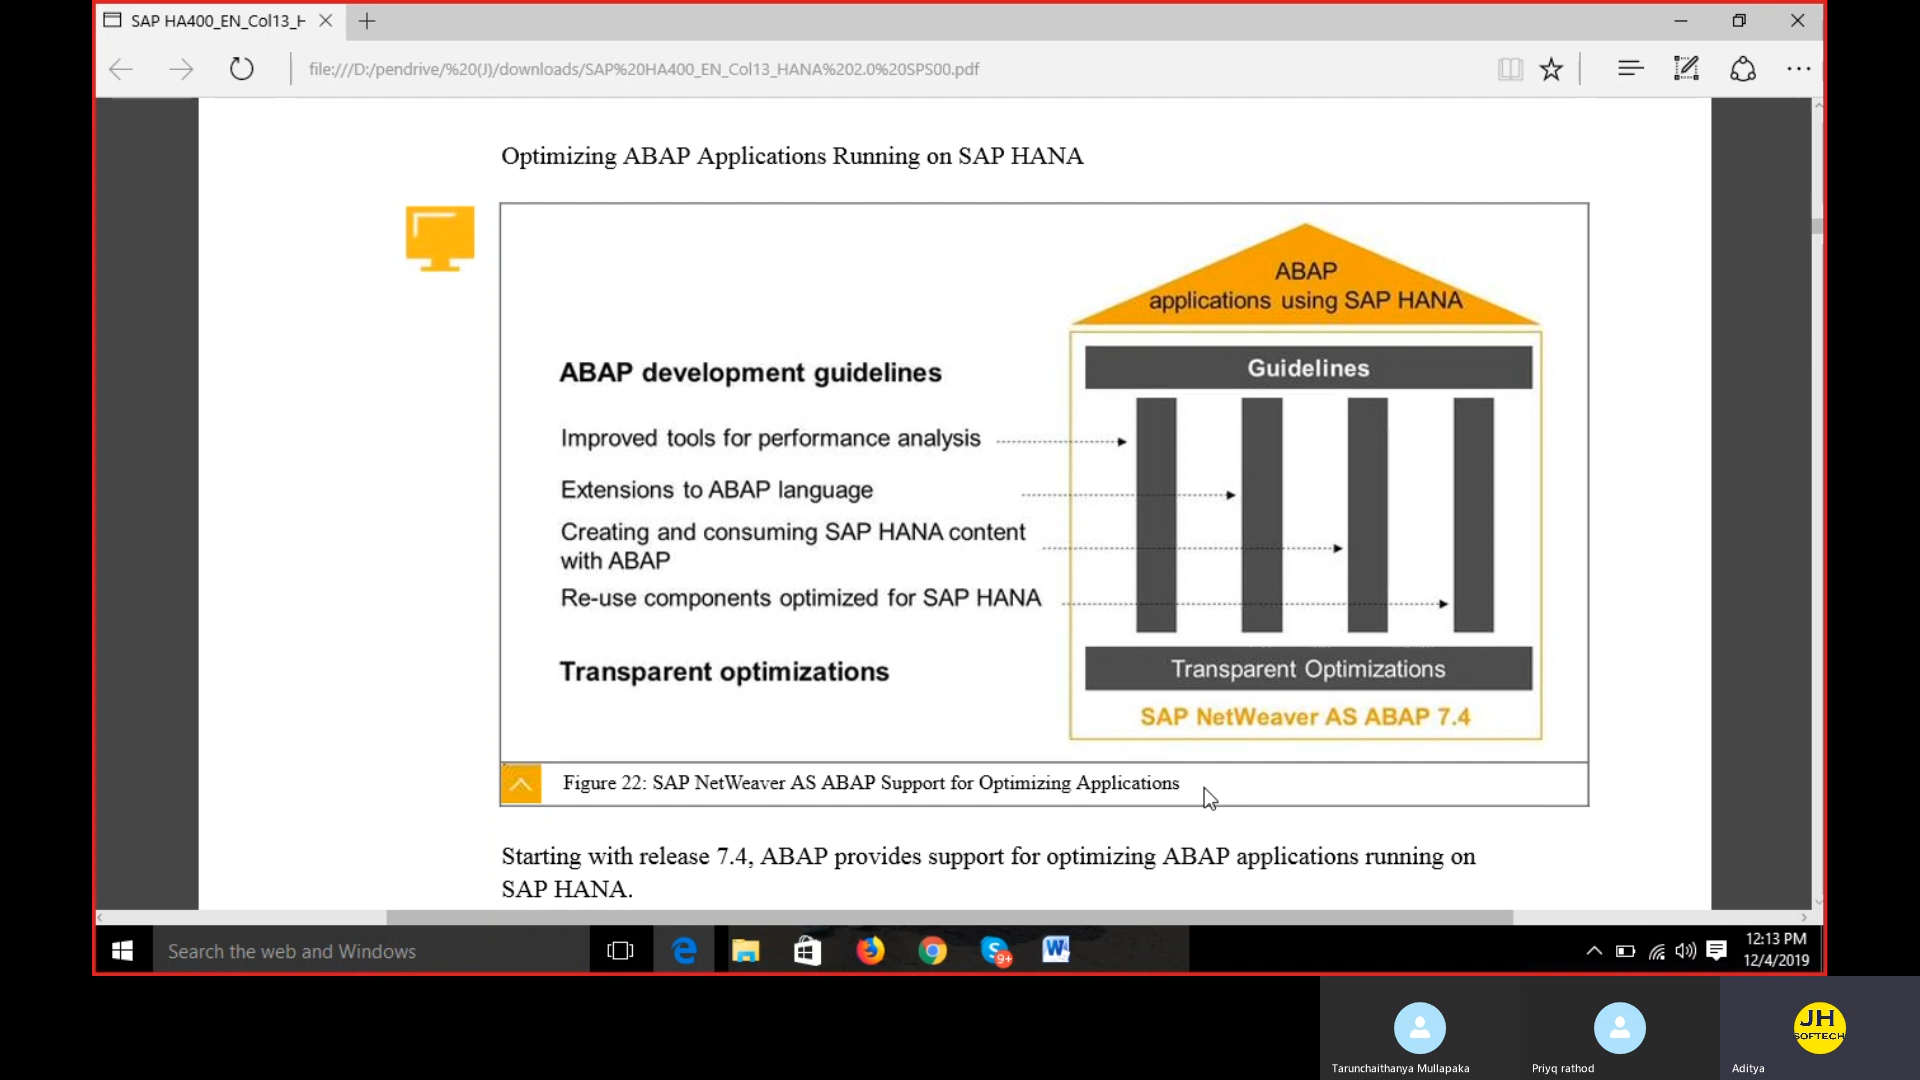 SAP HA400_EN_Col13_H
file:///D:/pendrive/%20(J)/downloads/SAP%20HA400_EN_Col13_HANA%202.0%20SPS00.pdf
Optimizing ABAP Applications Running on SAP HANA
ABAP
applications using SAP HANA
ABAP development guidelines
Guidelines
Improved tools for performance analysis
Extensions to ABAP language
Creating and consuming SAP HANA content
with ABAP
Re-use components optimized for SAP HANA
Transparent optimizations
Transparent Optimizations
SAP NetWeaver AS ABAP 7.4
Figure 22: SAP NetWeaver AS ABAP Support for Optimizing Applications
Starting with release 7.4, ABAP provides support for optimizing ABAP applications running on
SAP HANA.
Search the web and Windows
9+
12:13 PM
12/4/2019
JH
SOFTECH
Tarunchaithanya Mullapaka
Priyq rathod
Aditya